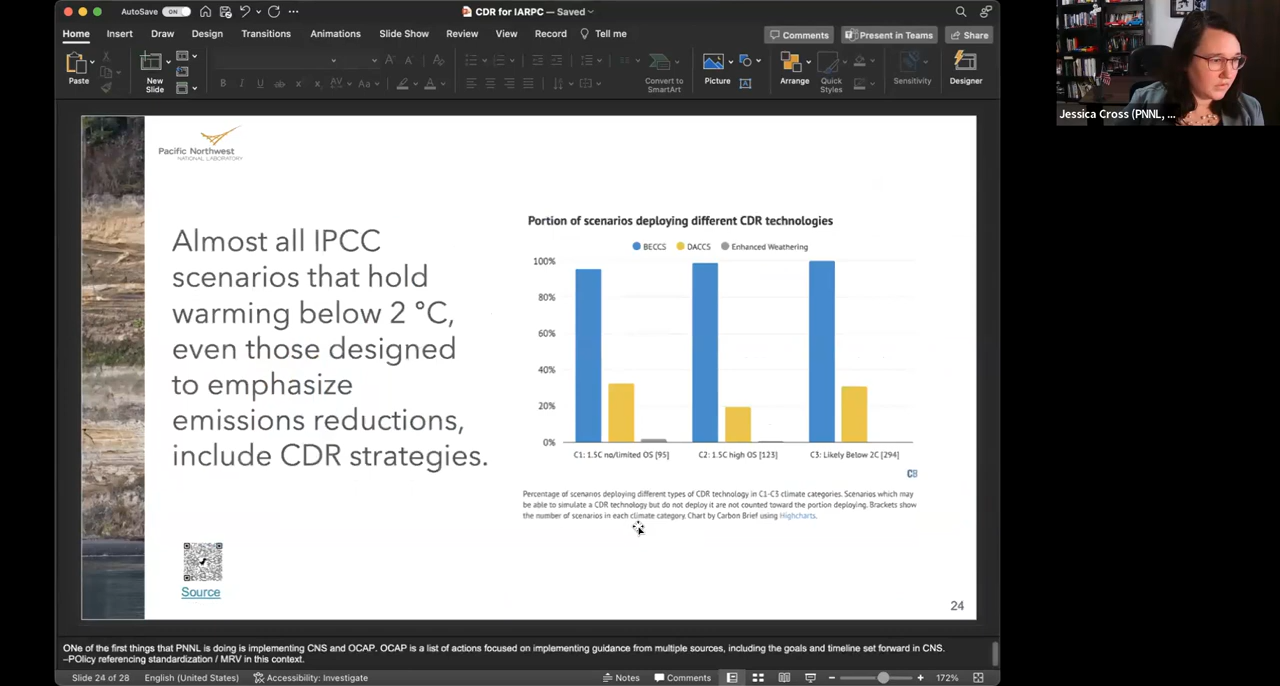 AutoSave
ON
CDR for IARPC — Saved
Home
Insert
Draw
Design
Transitions
Animations
Slide Show
Review
View
Record
Tell me
Comments
Present in Teams
Share
Paste
New
Slide
B
I
U
ab
x
x
AV
Aa
A
A
A
Convert to
SmartArt
Picture
Arrange
Quick
Styles
Sensitivity
Designer
Jessica Cross (PNNL, ...
Pacific Northwest
NATIONAL LABORATORY
Almost all IPCC
scenarios that hold
warming below 2 °C,
even those designed
to emphasize
emissions reductions,
include CDR strategies.
Source
Portion of scenarios deploying different CDR technologies
BECCS
DACCS
Enhanced Weathering
100%
80%
60%
40%
20%
0%
C1: 1.5C no/limited OS [95]
C2: 1.5C high OS [123]
C3: Likely Below 2C [294]
CB
Percentage of scenarios deploying different types of CDR technology in C1-C3 climate categories. Scenarios which may
be able to simulate a CDR technology but do not deploy it are not counted toward the portion deploying. Brackets show
the number of scenarios in each climate category. Chart by Carbon Brief using Highcharts.
24
ONe of the first things that PNNL is doing is implementing CNS and OCAP. OCAP is a list of actions focused on implementing guidance from multiple sources, including the goals and timeline set forward in CNS.
–POlicy referencing standardization / MRV in this context.
Slide 24 of 28
English (United States)
Accessibility: Investigate
Notes
Comments
172%